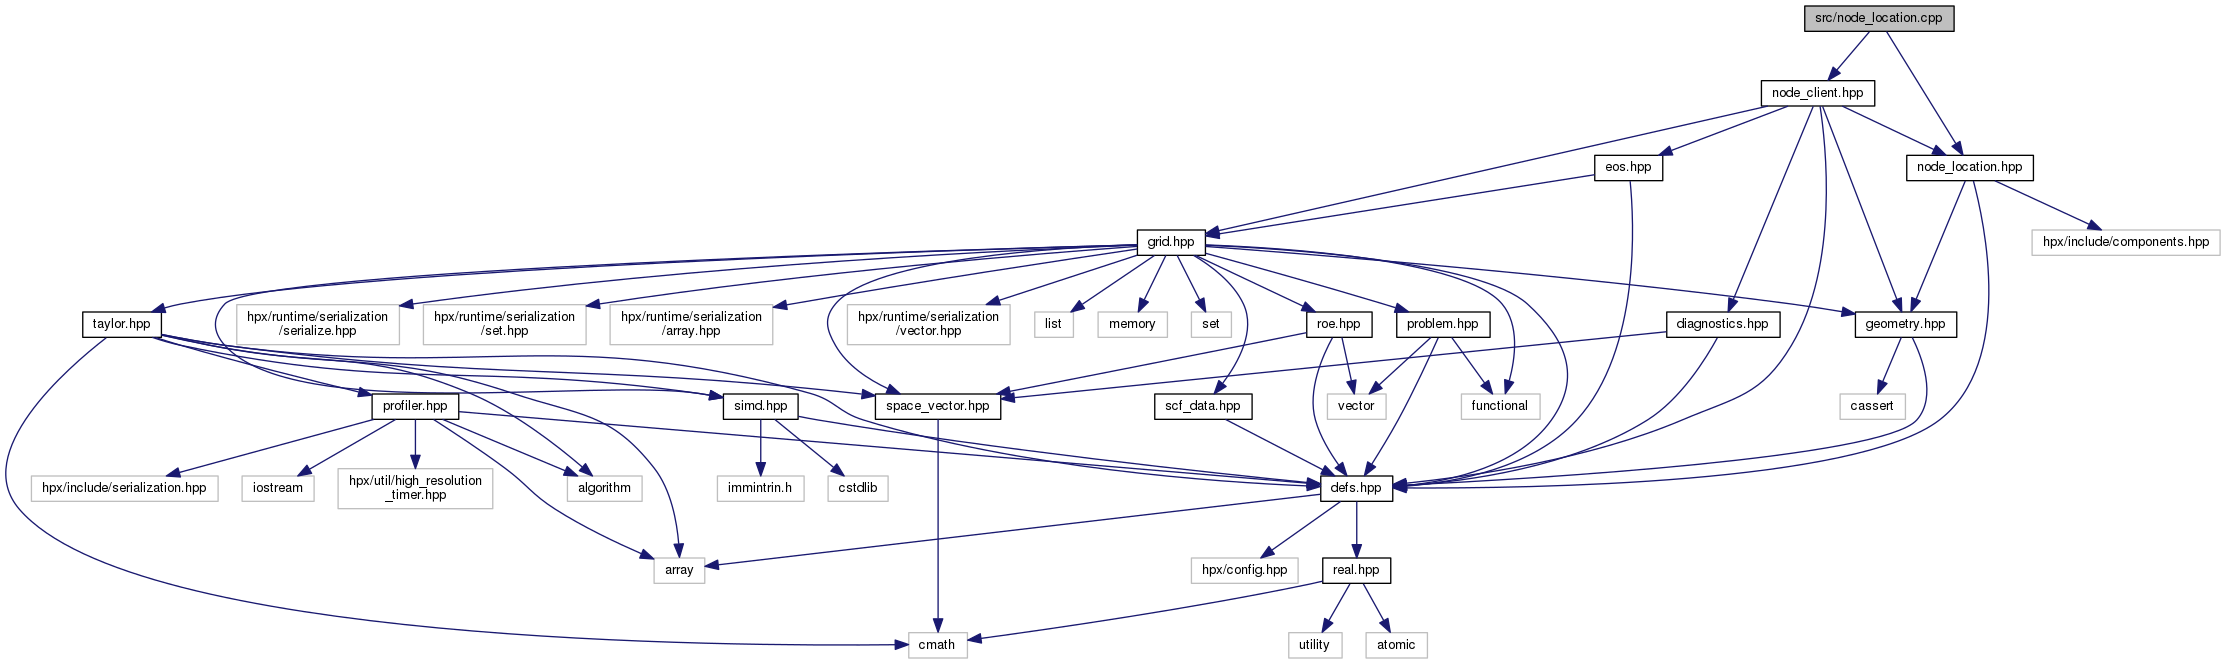 src/node_location.cpp
node_client.hpp
eos.hpp
node_location.hpp
grid.hpp
hpx/include/components.hpp
taylor.hpp
hpx/runtime/serialization
/serialize.hpp
hpx/runtime/serialization
/set.hpp
hpx/runtime/serialization
/array.hpp
hpx/runtime/serialization
/vector.hpp
list
memory
set
roe.hpp
problem.hpp
diagnostics.hpp
geometry.hpp
profiler.hpp
simd.hpp
space_vector.hpp
scf_data.hpp
vector
functional
cassert
hpx/include/serialization.hpp
iostream
hpx/util/high_resolution
_timer.hpp
algorithm
immintrin.h
cstdlib
defs.hpp
array
hpx/config.hpp
real.hpp
cmath
utility
atomic